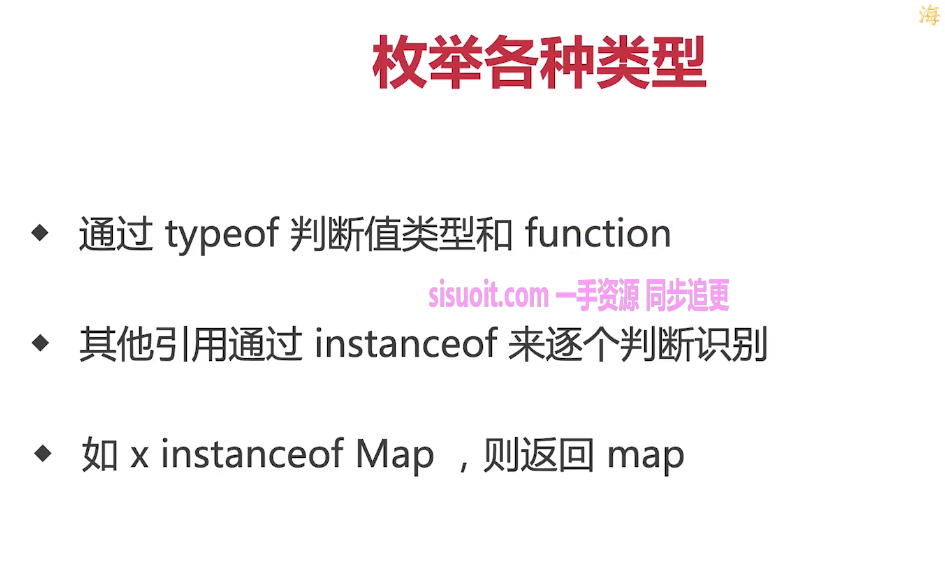 海
枚举各种类型
通过 typeof 判断值类型和 function
sisuoit.com 一手资源 同步追更
其他引用通过 instanceof 来逐个判断识别
如 x instanceof Map ，则返回 map